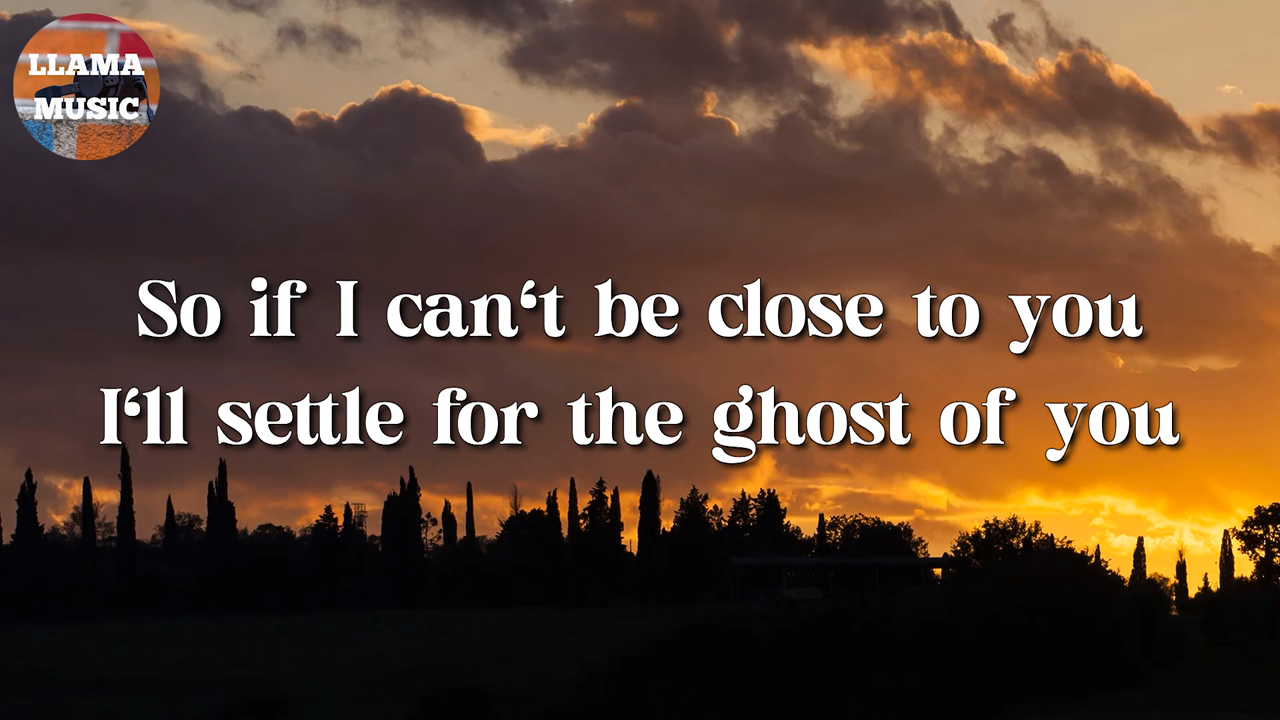 LLAMA
MUSIC
So if I can‘t be close to you
I‘ll settle for the ghost of you